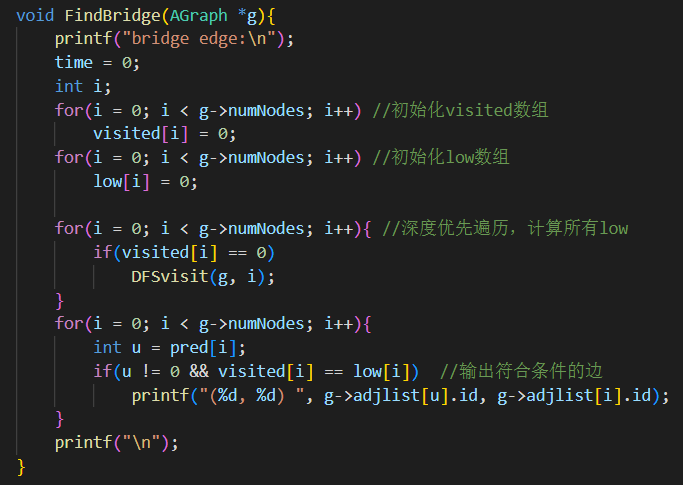 void FindBridge(AGraph *g){
    printf("bridge edge:\n");
    time = 0;
    int i;
    for(i = 0; i < g->numNodes; i++) //初始化visited数组
        visited[i] = 0;
    for(i = 0; i < g->numNodes; i++) //初始化low数组
        low[i] = 0;

    for(i = 0; i < g->numNodes; i++){ //深度优先遍历，计算所有low
        if(visited[i] == 0)
            DFSvisit(g, i);
    }
    for(i = 0; i < g->numNodes; i++){
        int u = pred[i];
        if(u != 0 && visited[i] == low[i])  //输出符合条件的边
            printf("(%d, %d) ", g->adjlist[u].id, g->adjlist[i].id);
    }
    printf("\n");
}